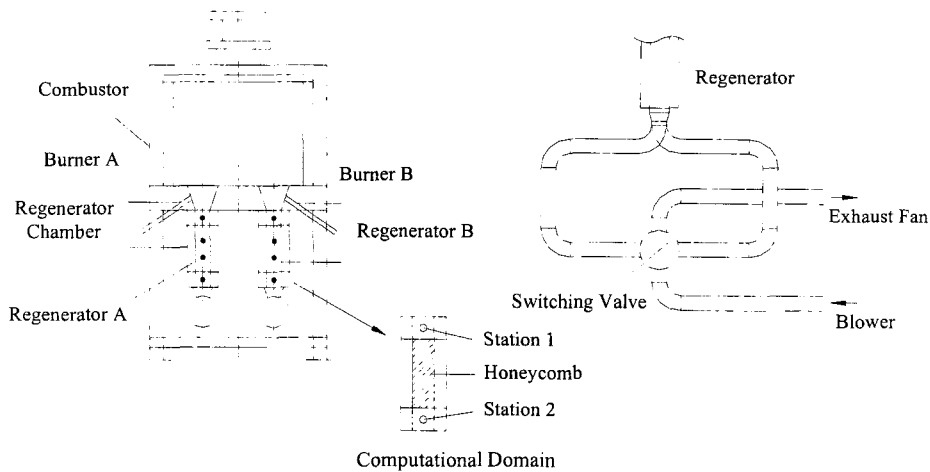 Combustor
Burner A
Regenerator
Chamber
Regenerator A
Burner B
Regenerator B
Station 1
Honeycomb
Station 2
Computational Domain
Regenerator
Exhaust Fan
Switching Valve
Blower